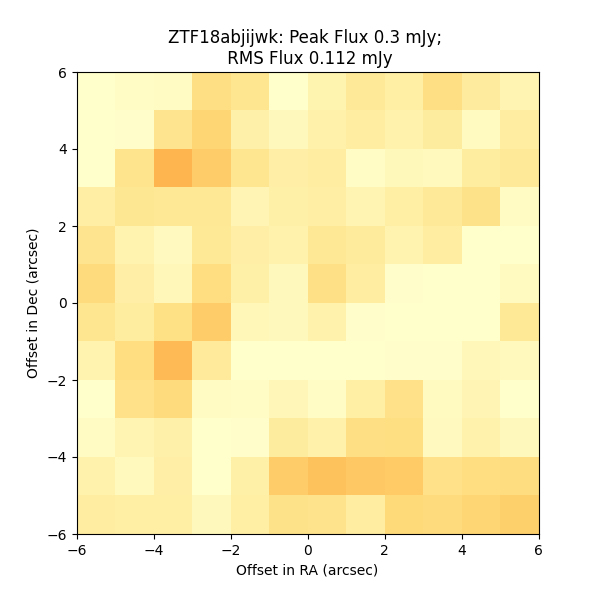 ZTF18abjijwk: Peak Flux 0.3 mJy;
RMS Flux 0.112 mJy
6
4
2
0
−2
−4
−6
Offset in Dec (arcsec)
−6 −4 −2 0 2 4 6
Offset in RA (arcsec)